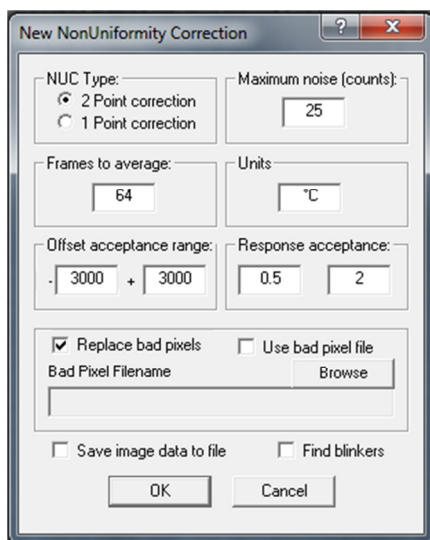 New NonUniformity Correction
NUC Type:
2 Point correction
1 Point correction
Maximum noise (counts):
25
Frames to average:
64
Units
°C
Offset acceptance range:
- 3000 + 3000
Response acceptance:
0.5 2
Replace bad pixels
Use bad pixel file
Bad Pixel Filename
Browse
Save image data to file
Find blinkers
OK
Cancel